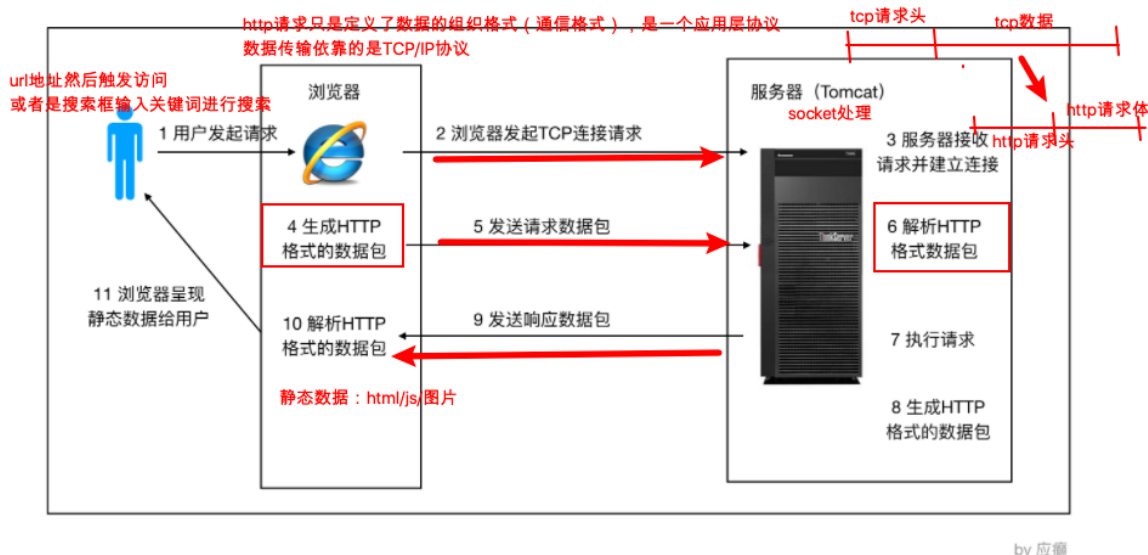 http请求只是定义了数据的组织格式（通信格式），是一个应用层协议
数据传输依靠的是TCP/IP协议
tcp请求头
tcp数据
url地址然后触发访问
或者是搜索框输入关键词进行搜索
浏览器
服务器（Tomcat）
socket处理
http请求体
http请求头
1 用户发起请求
2 浏览器发起TCP连接请求
3 服务器接收
请求并建立连接
4 生成HTTP
格式的数据包
5 发送请求数据包
6 解析HTTP
格式数据包
ThinkServer
7 执行请求
8 生成HTTP
格式的数据包
9 发送响应数据包
10 解析HTTP
格式的数据包
11 浏览器呈现
静态数据给用户
静态数据：html/js/图片
by 应癫